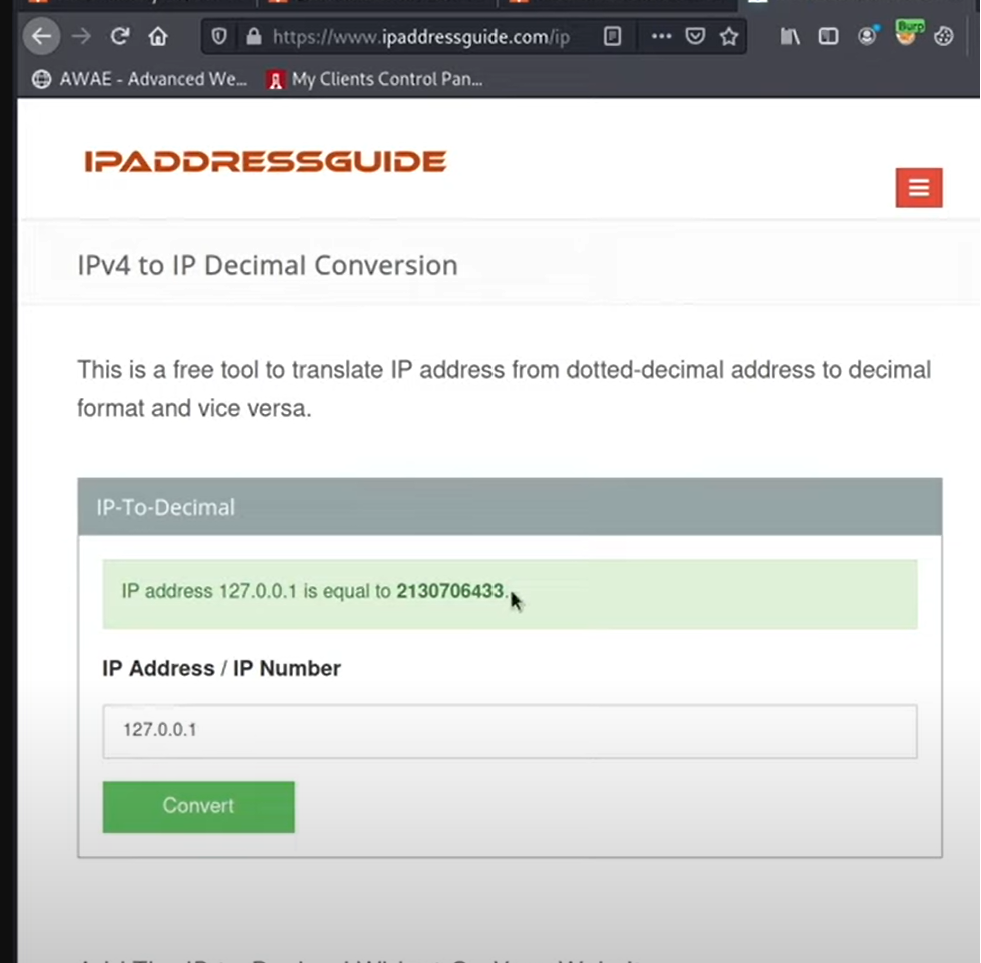 https://www.ipaddressguide.com/ip
Burp
AWAE - Advanced We...
My Clients Control Pan...
IPADDRESSGUIDE
IPv4 to IP Decimal Conversion
This is a free tool to translate IP address from dotted-decimal address to decimal
format and vice versa.
IP-To-Decimal
IP address 127.0.0.1 is equal to 2130706433.
IP Address / IP Number
127.0.0.1
Convert